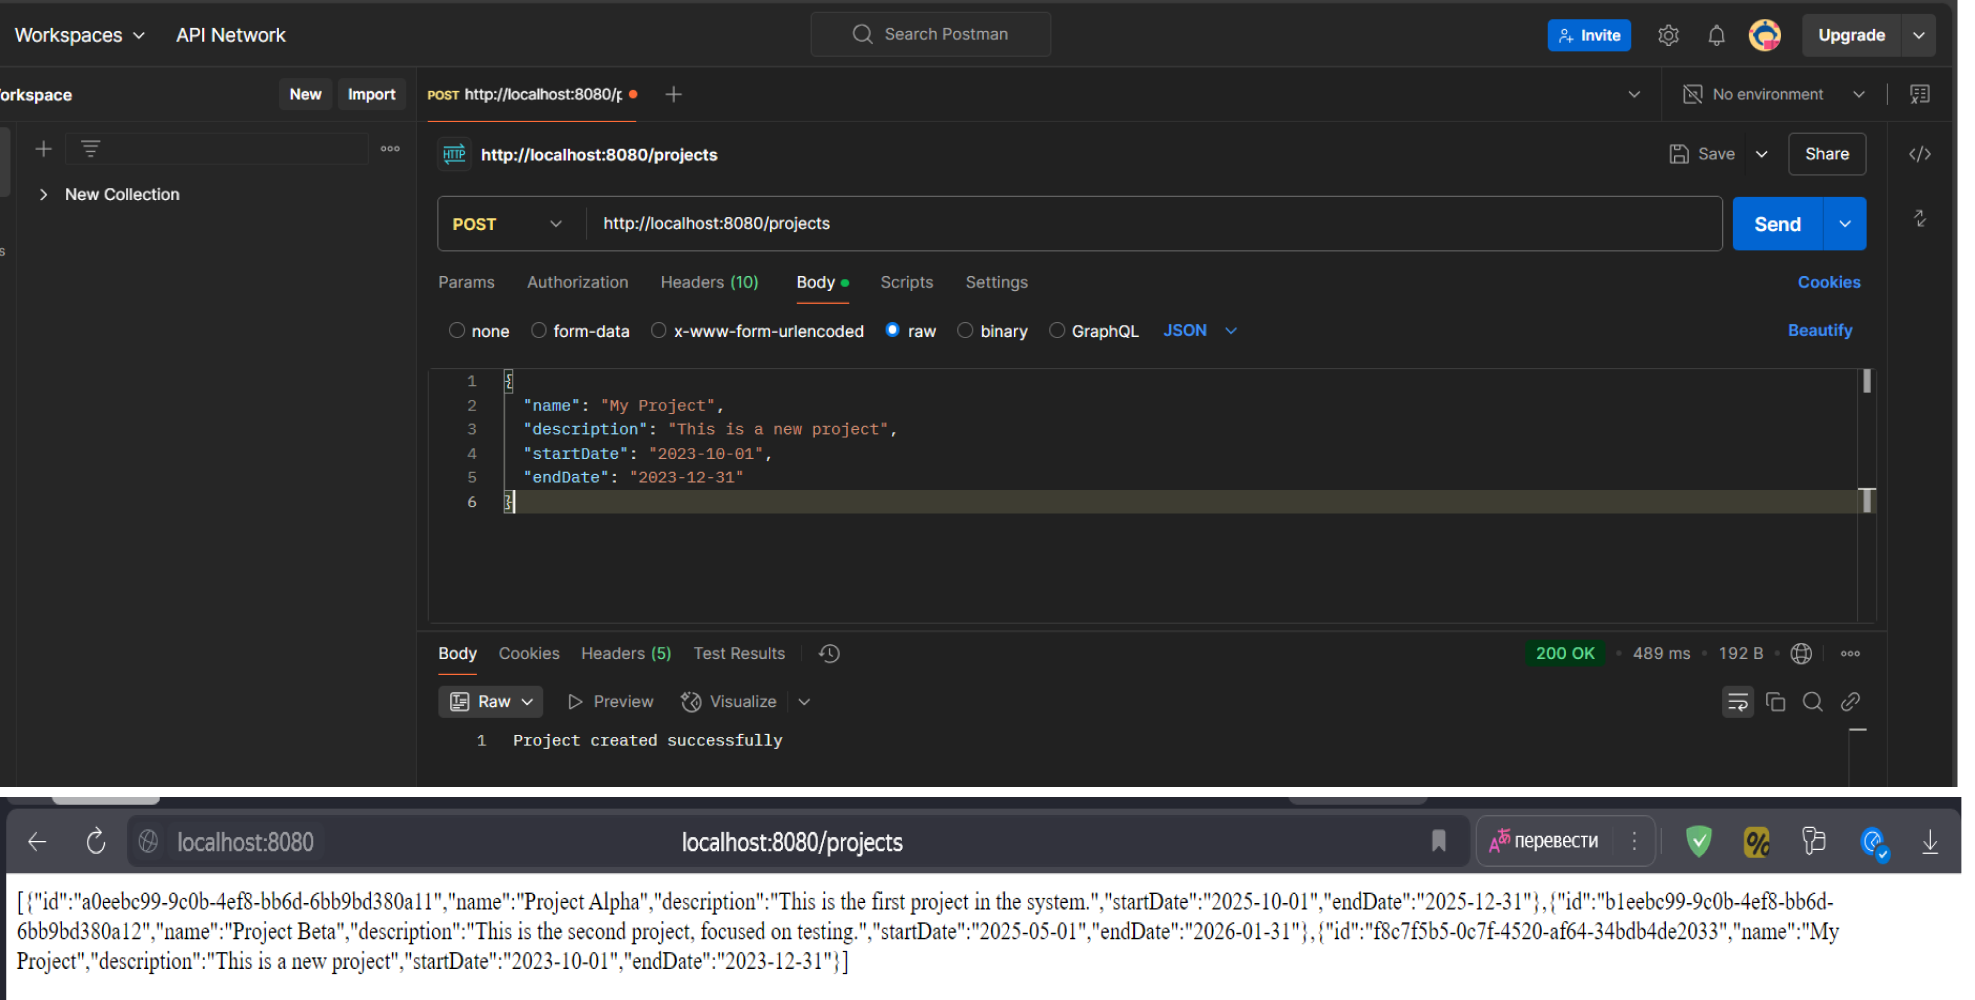 Workspaces API Network Search Postman Invite Upgrade
orkspace New Import POST http://localhost:8080/p No environment
HTTP http://localhost:8080/projects Save Share </>
New Collection
POST http://localhost:8080/projects Send
s
Params Authorization Headers (10) Body Scripts Settings Cookies
none form-data x-www-form-urlencoded raw binary GraphQL JSON Beautify
1 {
2 "name": "My Project",
3 "description": "This is a new project",
4 "startDate": "2023-10-01",
5 "endDate": "2023-12-31"
6 }
Body Cookies Headers (5) Test Results 200 OK • 489 ms • 192 B
Raw Preview Visualize
1 Project created successfully
localhost:8080 localhost:8080/projects перевести
[{"id":"a0eebc99-9c0b-4ef8-bb6d-6bb9bd380a11","name":"Project Alpha","description":"This is the first project in the system.","startDate":"2025-10-01","endDate":"2025-12-31"},{"id":"b1eebc99-9c0b-4ef8-bb6d-
6bb9bd380a12","name":"Project Beta","description":"This is the second project, focused on testing.","startDate":"2025-05-01","endDate":"2026-01-31"},{"id":"f8c7f5b5-0c7f-4520-af64-34bdb4de2033","name":"My
Project","description":"This is a new project","startDate":"2023-10-01","endDate":"2023-12-31"}]